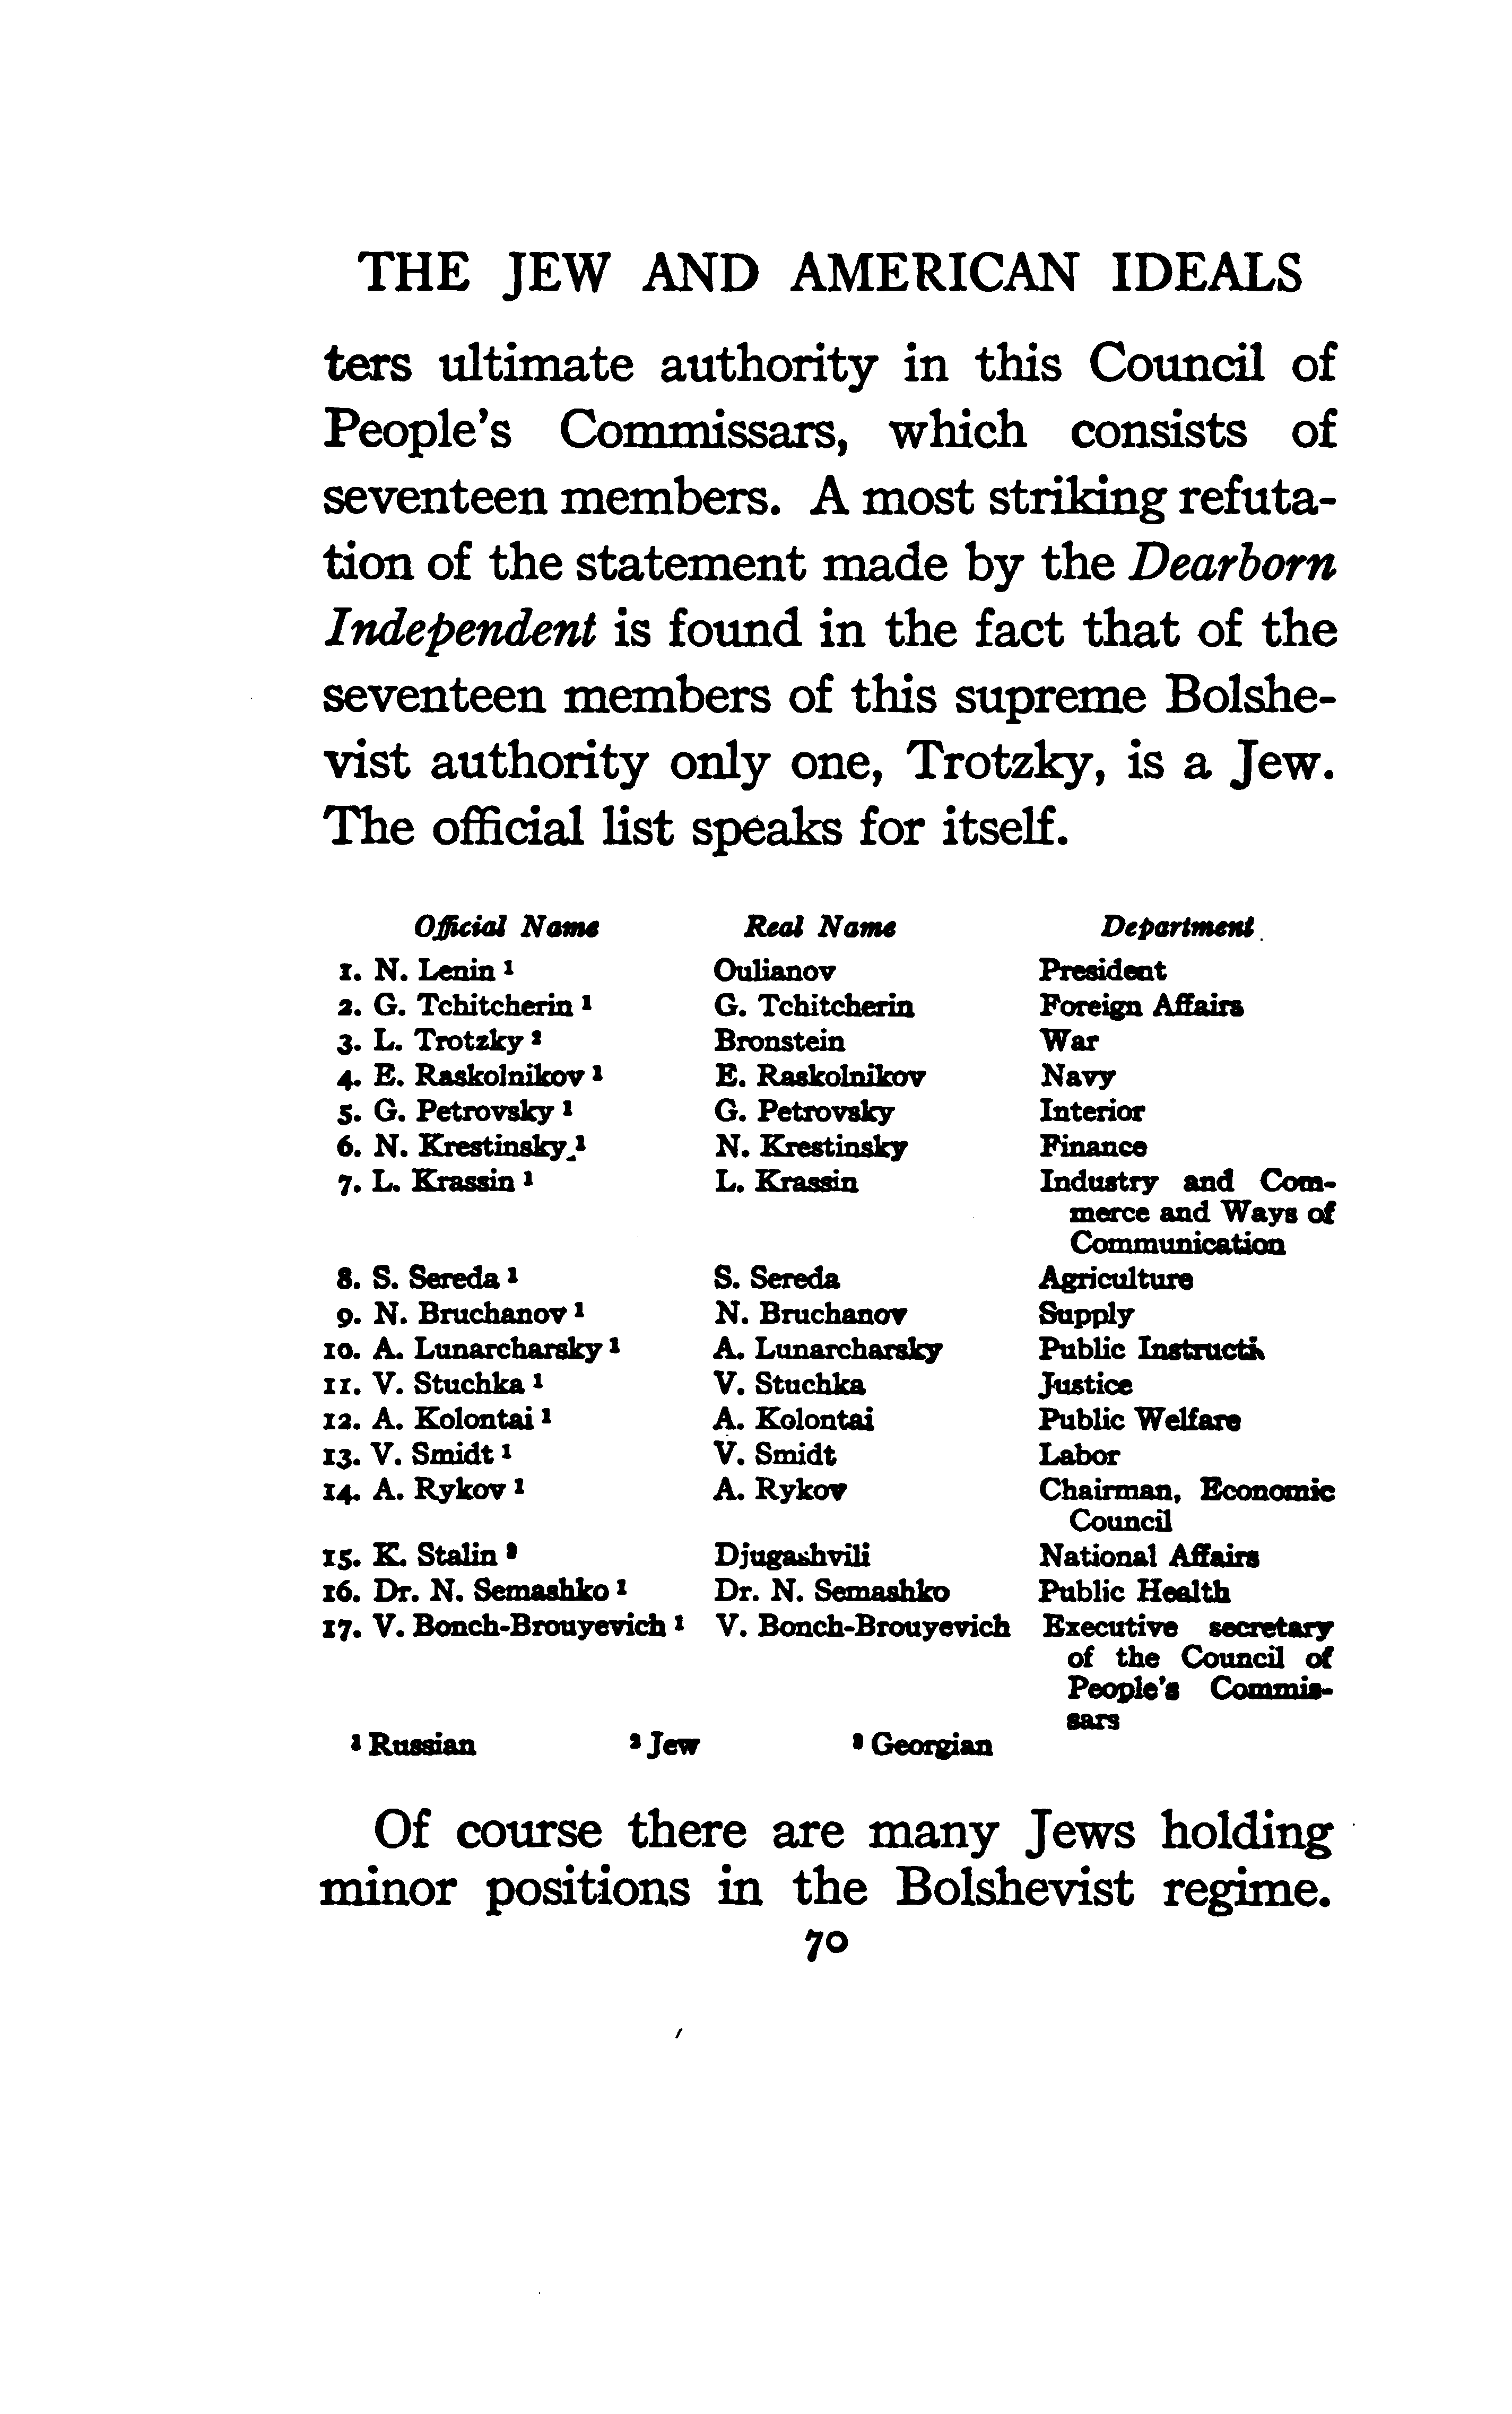 THE JEW AND AMERICAN IDEALS
ters ultimate authority in this Council of
People's Commissars, which consists of
seventeen members. A most striking refuta-
tion of the statement made by the Dearborn
Independent is found in the fact that of the
seventeen members of this supreme Bolshe-
vist authority only one, Trotzky, is a Jew.
The official list speaks for itself.
Official Name Real Name Department
1. N. Lenin ¹ Oulianov President
2. G. Tchitcherin ¹ G. Tchitcherin Foreign Affairs
3. L. Trotzky ² Bronstein War
4. E. Raskolnikov ¹ E. Raskolnikov Navy
5. G. Petrovsky ¹ G. Petrovsky Interior
6. N. Krestinsky ¹ N. Krestinsky Finance
7. L. Krassin ¹ L. Krassin Industry and Com-
merce and Ways of
Communication
8. S. Sereda ¹ S. Sereda Agriculture
9. N. Bruchanov ¹ N. Bruchanov Supply
10. A. Lunarcharsky ¹ A. Lunarcharsky Public Instructi
11. V. Stuchka ¹ V. Stuchka Justice
12. A. Kolontai ¹ A. Kolontai Public Welfare
13. V. Smidt ¹ V. Smidt Labor
14. A. Rykov ¹ A. Rykov Chairman, Economic
Council
15. K. Stalin ³ Djugashvili National Affairs
16. Dr. N. Semashko ¹ Dr. N. Semashko Public Health
17. V. Bonch-Brouyevich ¹ V. Bonch-Brouyevich Executive secretary
of the Council of
People's Commis-
sars
¹ Russian ² Jew ³ Georgian
Of course there are many Jews holding
minor positions in the Bolshevist regime.
70